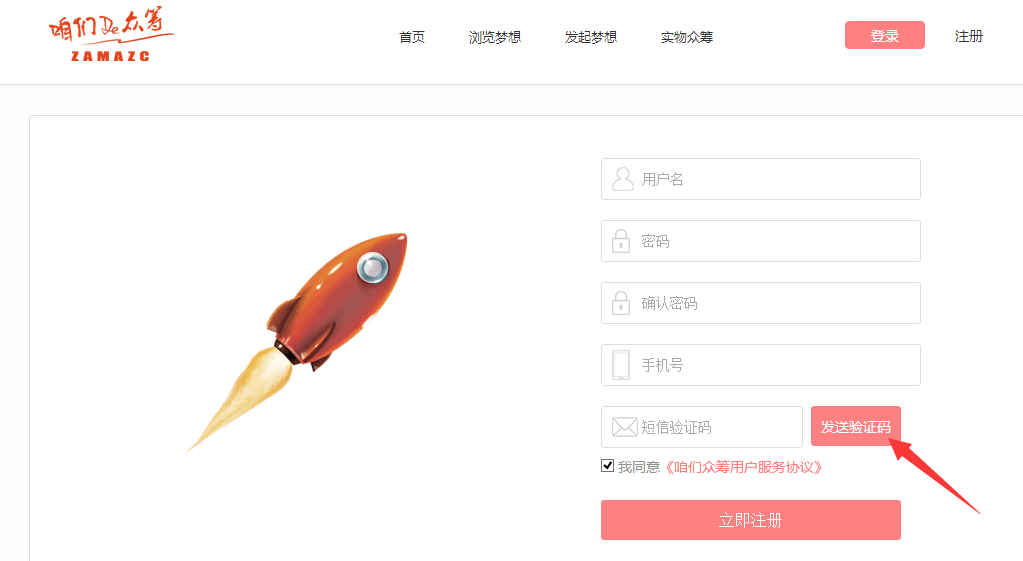 咱们De众筹
ZAMAZC
首页 浏览梦想 发起梦想 实物众筹 登录 注册
用户名
密码
确认密码
手机号
短信验证码 发送验证码
我同意《咱们众筹用户服务协议》
立即注册